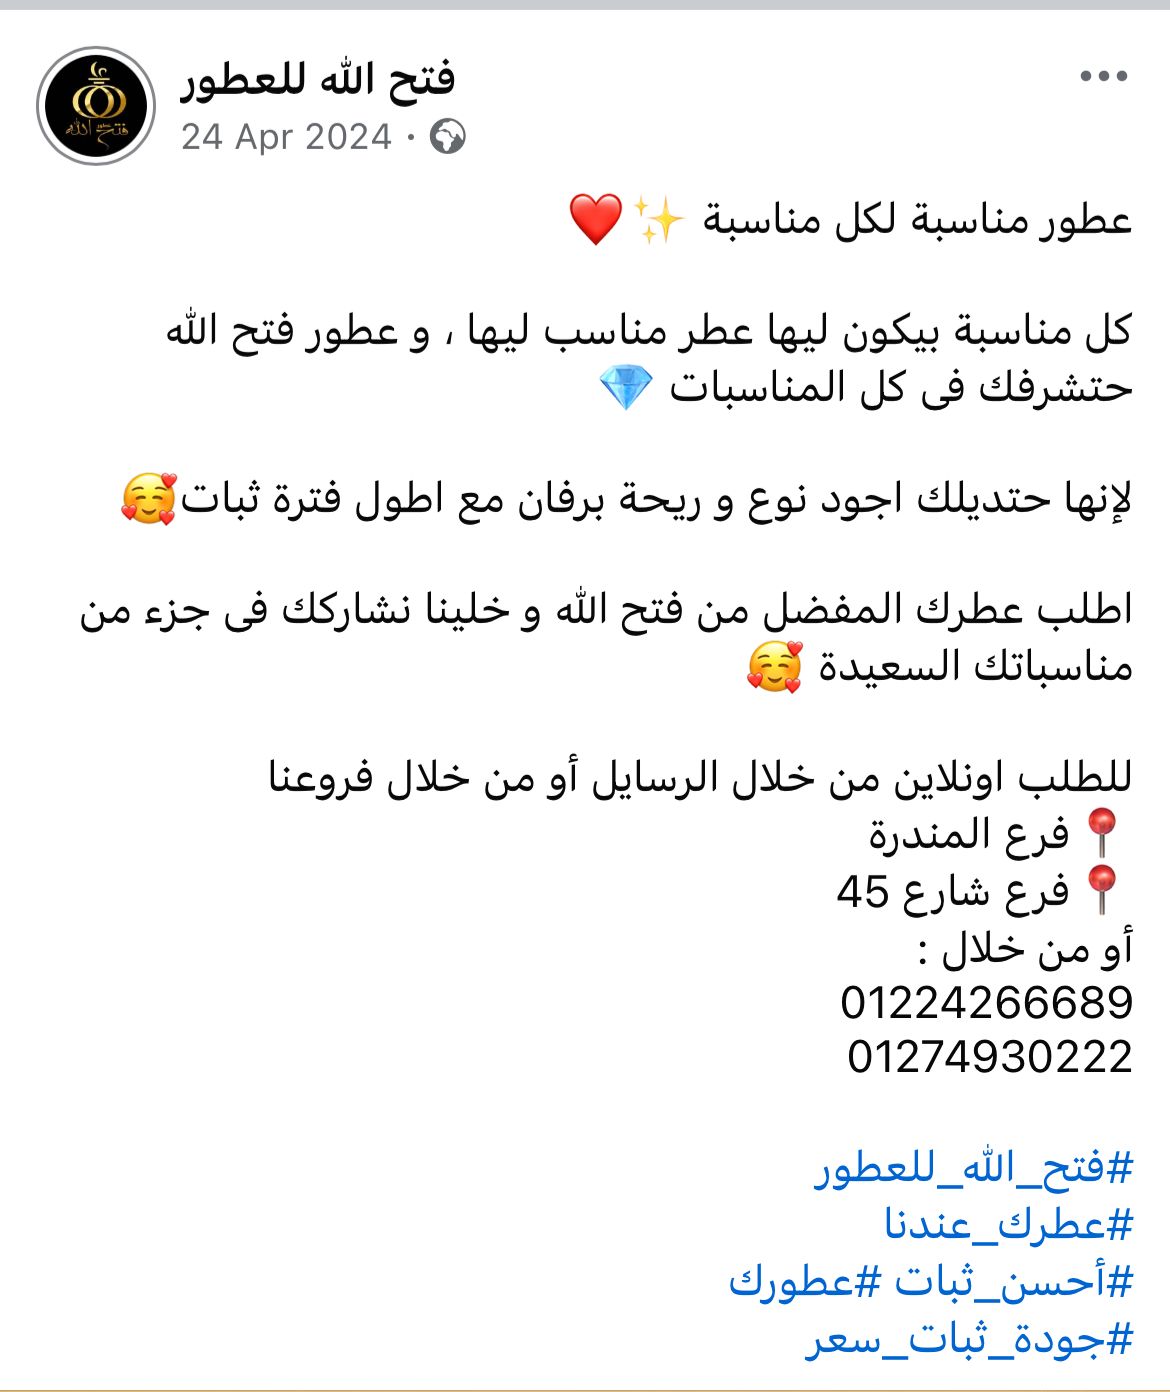 فتح الله للعطور
24 Apr 2024 ·
عطور مناسبة لكل مناسبة ✨❤️
كل مناسبة بيكون ليها عطر مناسب ليها ، و عطور فتح الله
حتشرفك فى كل المناسبات 💎
لإنها حتديلك اجود نوع و ريحة برفان مع اطول فترة ثبات🥰
اطلب عطرك المفضل من فتح الله و خلينا نشاركك فى جزء من
مناسباتك السعيدة 🥰
للطلب اونلاين من خلال الرسايل أو من خلال فروعنا
📍 فرع المندرة
📍 فرع شارع 45
أو من خلال :
01224266689
01274930222
#فتح_الله_للعطور
#عطرك_عندنا
#أحسن_ثبات #عطورك
#جودة_ثبات_سعر